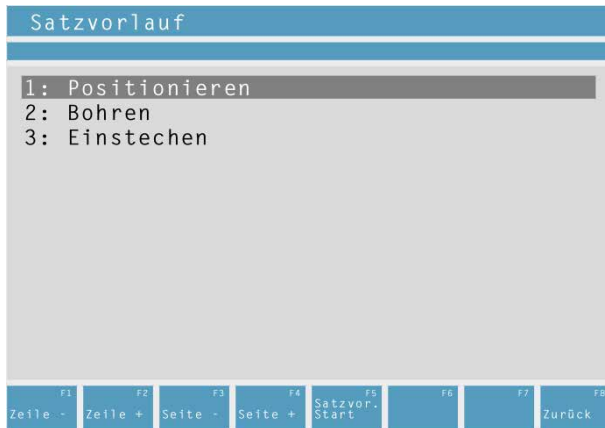 Satzvorlauf
1: Positionieren
2: Bohren
3: Einstechen
F1 F2 F3 F4 F5 F6 F7 F8
Zeile - Zeile + Seite - Seite + Satzvor. Zurück
Start